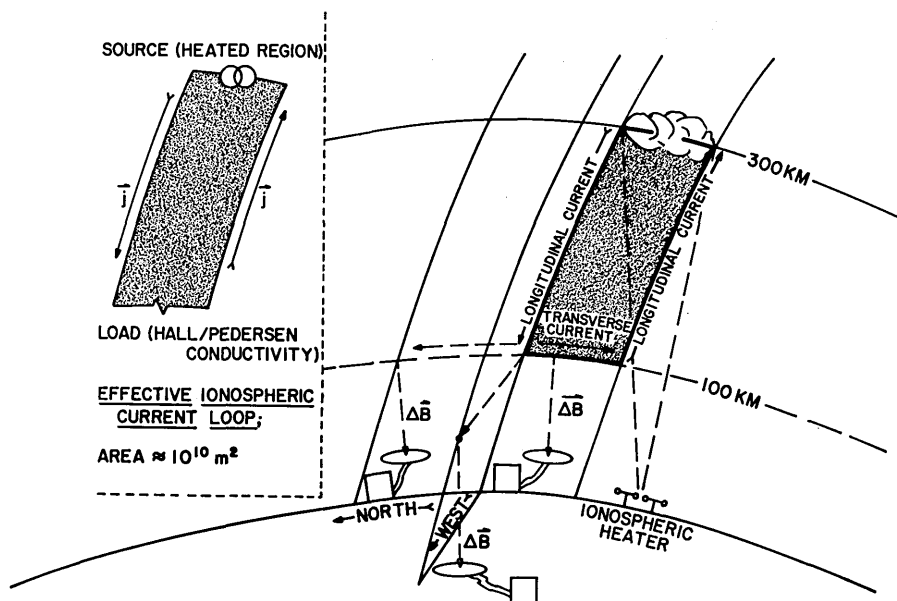 SOURCE (HEATED REGION)
j
j
LOAD (HALL/PEDERSEN
CONDUCTIVITY)
EFFECTIVE IONOSPHERIC
CURRENT LOOP;
AREA ≈ 10¹⁰ m²
300 KM
LONGITUDINAL CURRENT
LONGITUDINAL CURRENT
TRANSVERSE
CURRENT
100 KM
ΔB
ΔB
NORTH
WEST
ΔB
IONOSPHERIC
HEATER